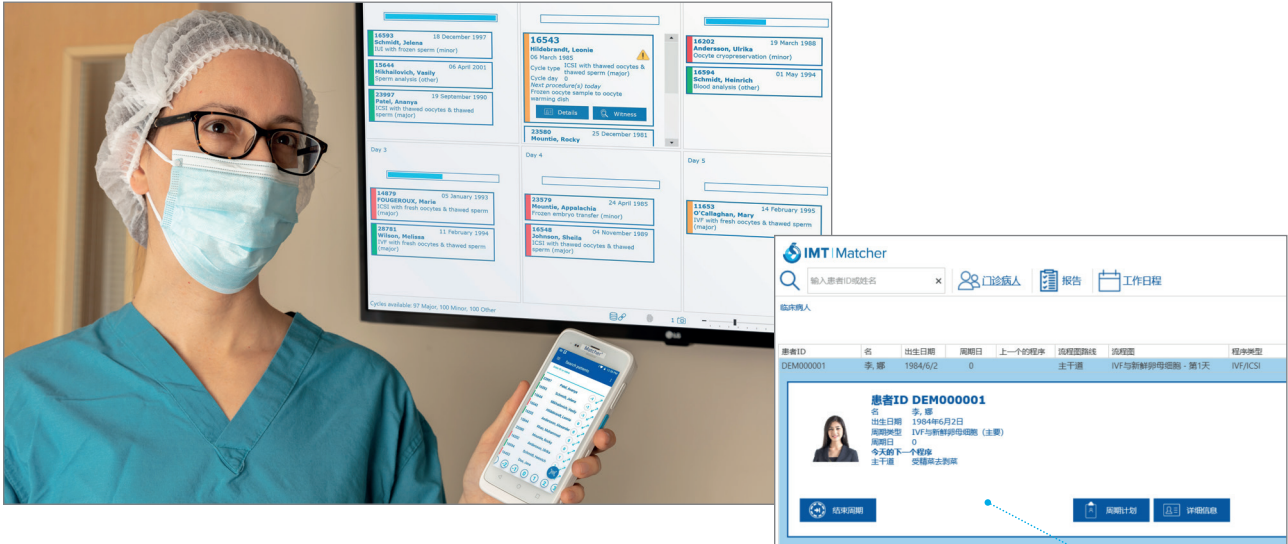 16593 18 December 1997
Schmidt, Jelena
IUI with frozen sperm (minor)
15644 06 April 2001
Mikhailovich, Vasily
Sperm analysis (other)
23997 19 September 1990
Patel, Ananya
ICSI with thawed oocytes & thawed
sperm (major)
16543
Hildebrandt, Leonie
06 March 1985
Cycle type ICSI with thawed oocytes &
thawed sperm (major)
Cycle day 0
Next procedure(s) today
Frozen oocyte sample to oocyte
warming dish
Details Witness
23580 25 December 1981
Mountie, Rocky
16202 19 March 1988
Andersson, Ulrika
Oocyte cryopreservation (minor)
16594 01 May 1994
Schmidt, Heinrich
Blood analysis (other)
Day 3
14879 05 January 1993
FOUGEROUX, Marie
ICSI with fresh oocytes & thawed sperm
(major)
28781 11 February 1994
Wilson, Melissa
IVF with fresh oocytes & thawed sperm
(major)
Day 4
23579 24 April 1985
Mountie, Appalachia
Frozen embryo transfer (minor)
16548 04 November 1989
Johnson, Sheila
ICSI with thawed oocytes & thawed
sperm (major)
Day 5
11653 14 February 1995
O'Callaghan, Mary
IVF with fresh oocytes & thawed sperm
(major)
Cycles available: 97 Major, 100 Minor, 100 Other
LG
Matcher
Search patients
IMT Matcher
输入患者ID或姓名 × 门诊病人 报告 工作日程
临床病人
患者ID 名 出生日期 周期日 上一个的程序 流程图路线 流程图 程序类型
DEM000001 李, 娜 1984/6/2 0 主干道 IVF与新鲜卵母细胞 - 第1天 IVF/ICSI
患者ID DEM000001
名 李, 娜
出生日期 1984年6月2日
周期类型 IVF与新鲜卵母细胞（主要）
周期日 0
今天的下一个程序
主干道 受精皿去剥皿
结束周期 周期计划 详细信息